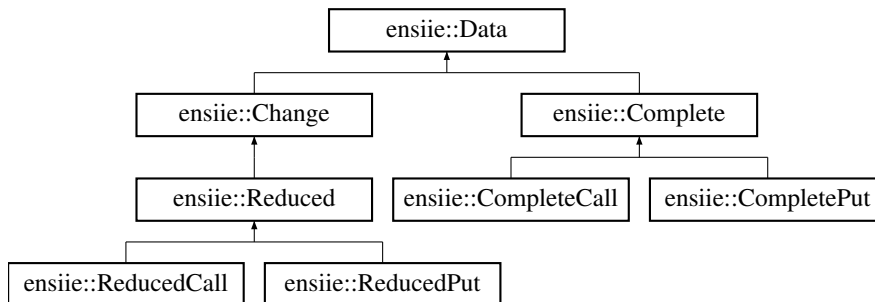 ensiie::Data
ensiie::Change
ensiie::Complete
ensiie::Reduced
ensiie::CompleteCall
ensiie::CompletePut
ensiie::ReducedCall
ensiie::ReducedPut